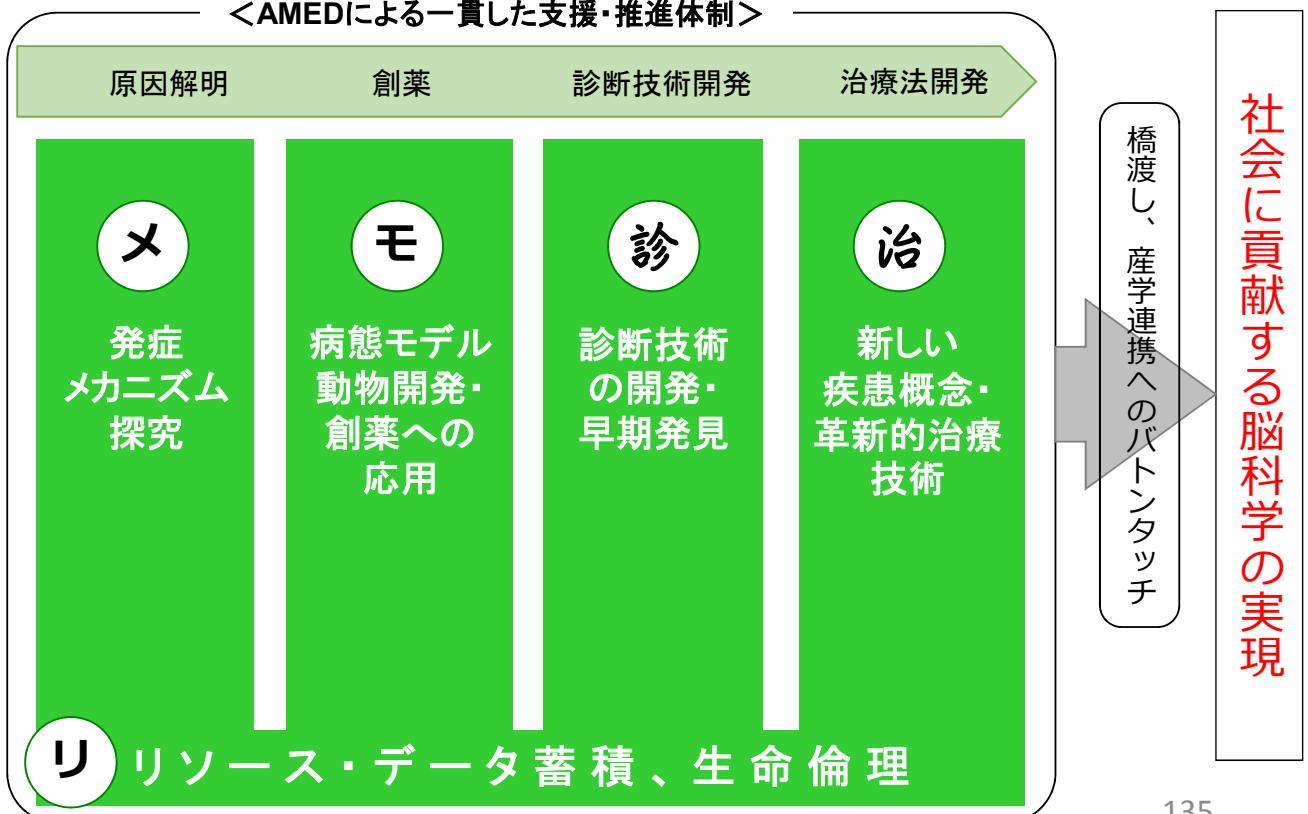 ＜AMEDによる一貫した支援・推進体制＞
原因解明
創薬
診断技術開発
治療法開発
メ
発症
メカニズム
探究
モ
病態モデル
動物開発・
創薬への
応用
診
診断技術
の開発・
早期発見
治
新しい
疾患概念・
革新的治療
技術
リ
リソース・データ蓄積、生命倫理
橋渡し、産学連携へのバトンタッチ
社会に貢献する脳科学の実現
135